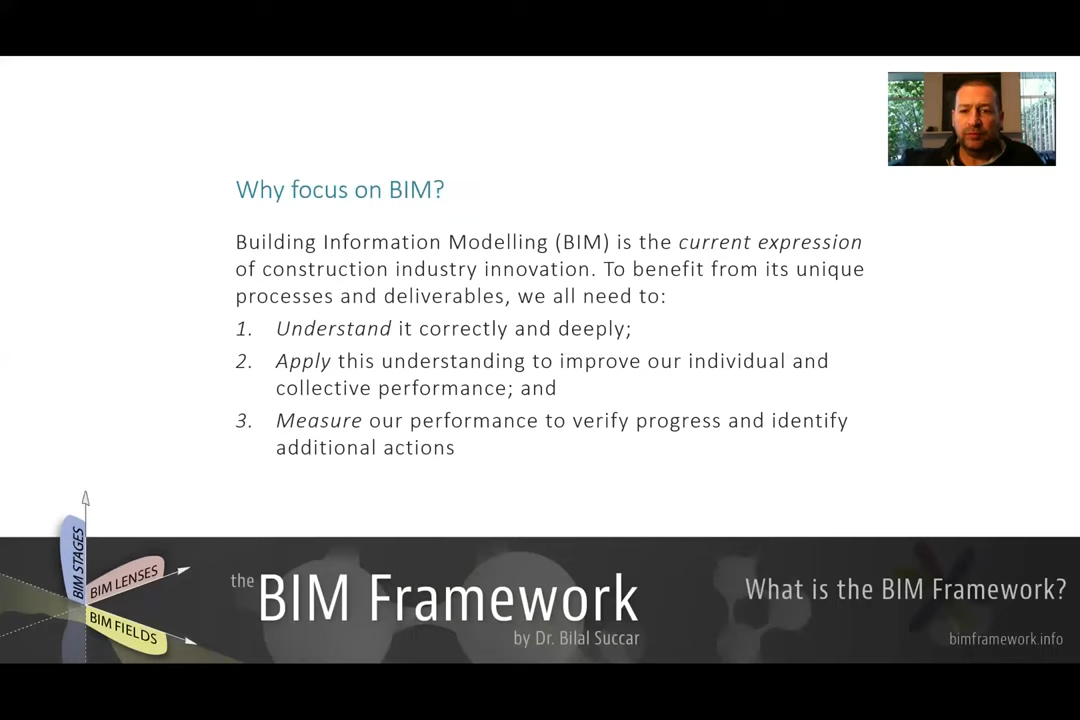 Why focus on BIM?
Building Information Modelling (BIM) is the current expression
of construction industry innovation. To benefit from its unique
processes and deliverables, we all need to:
1. Understand it correctly and deeply;
2. Apply this understanding to improve our individual and
collective performance; and
3. Measure our performance to verify progress and identify
additional actions
BIM STAGES
BIM LENSES
BIM FIELDS
the BIM Framework
by Dr. Bilal Succar
What is the BIM Framework?
bimframework.info